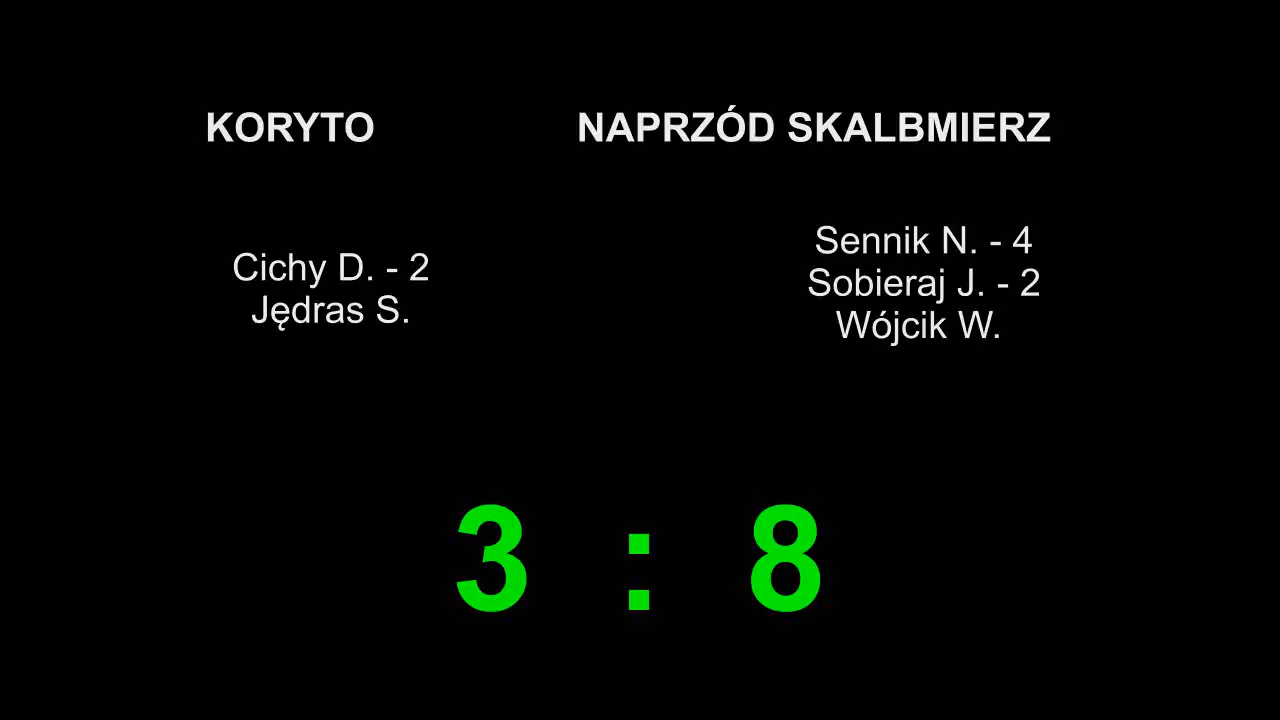 KORYTO
NAPRZÓD SKALBMIERZ
Cichy D. - 2
Jędras S.
Sennik N. - 4
Sobieraj J. - 2
Wójcik W.
3 : 8